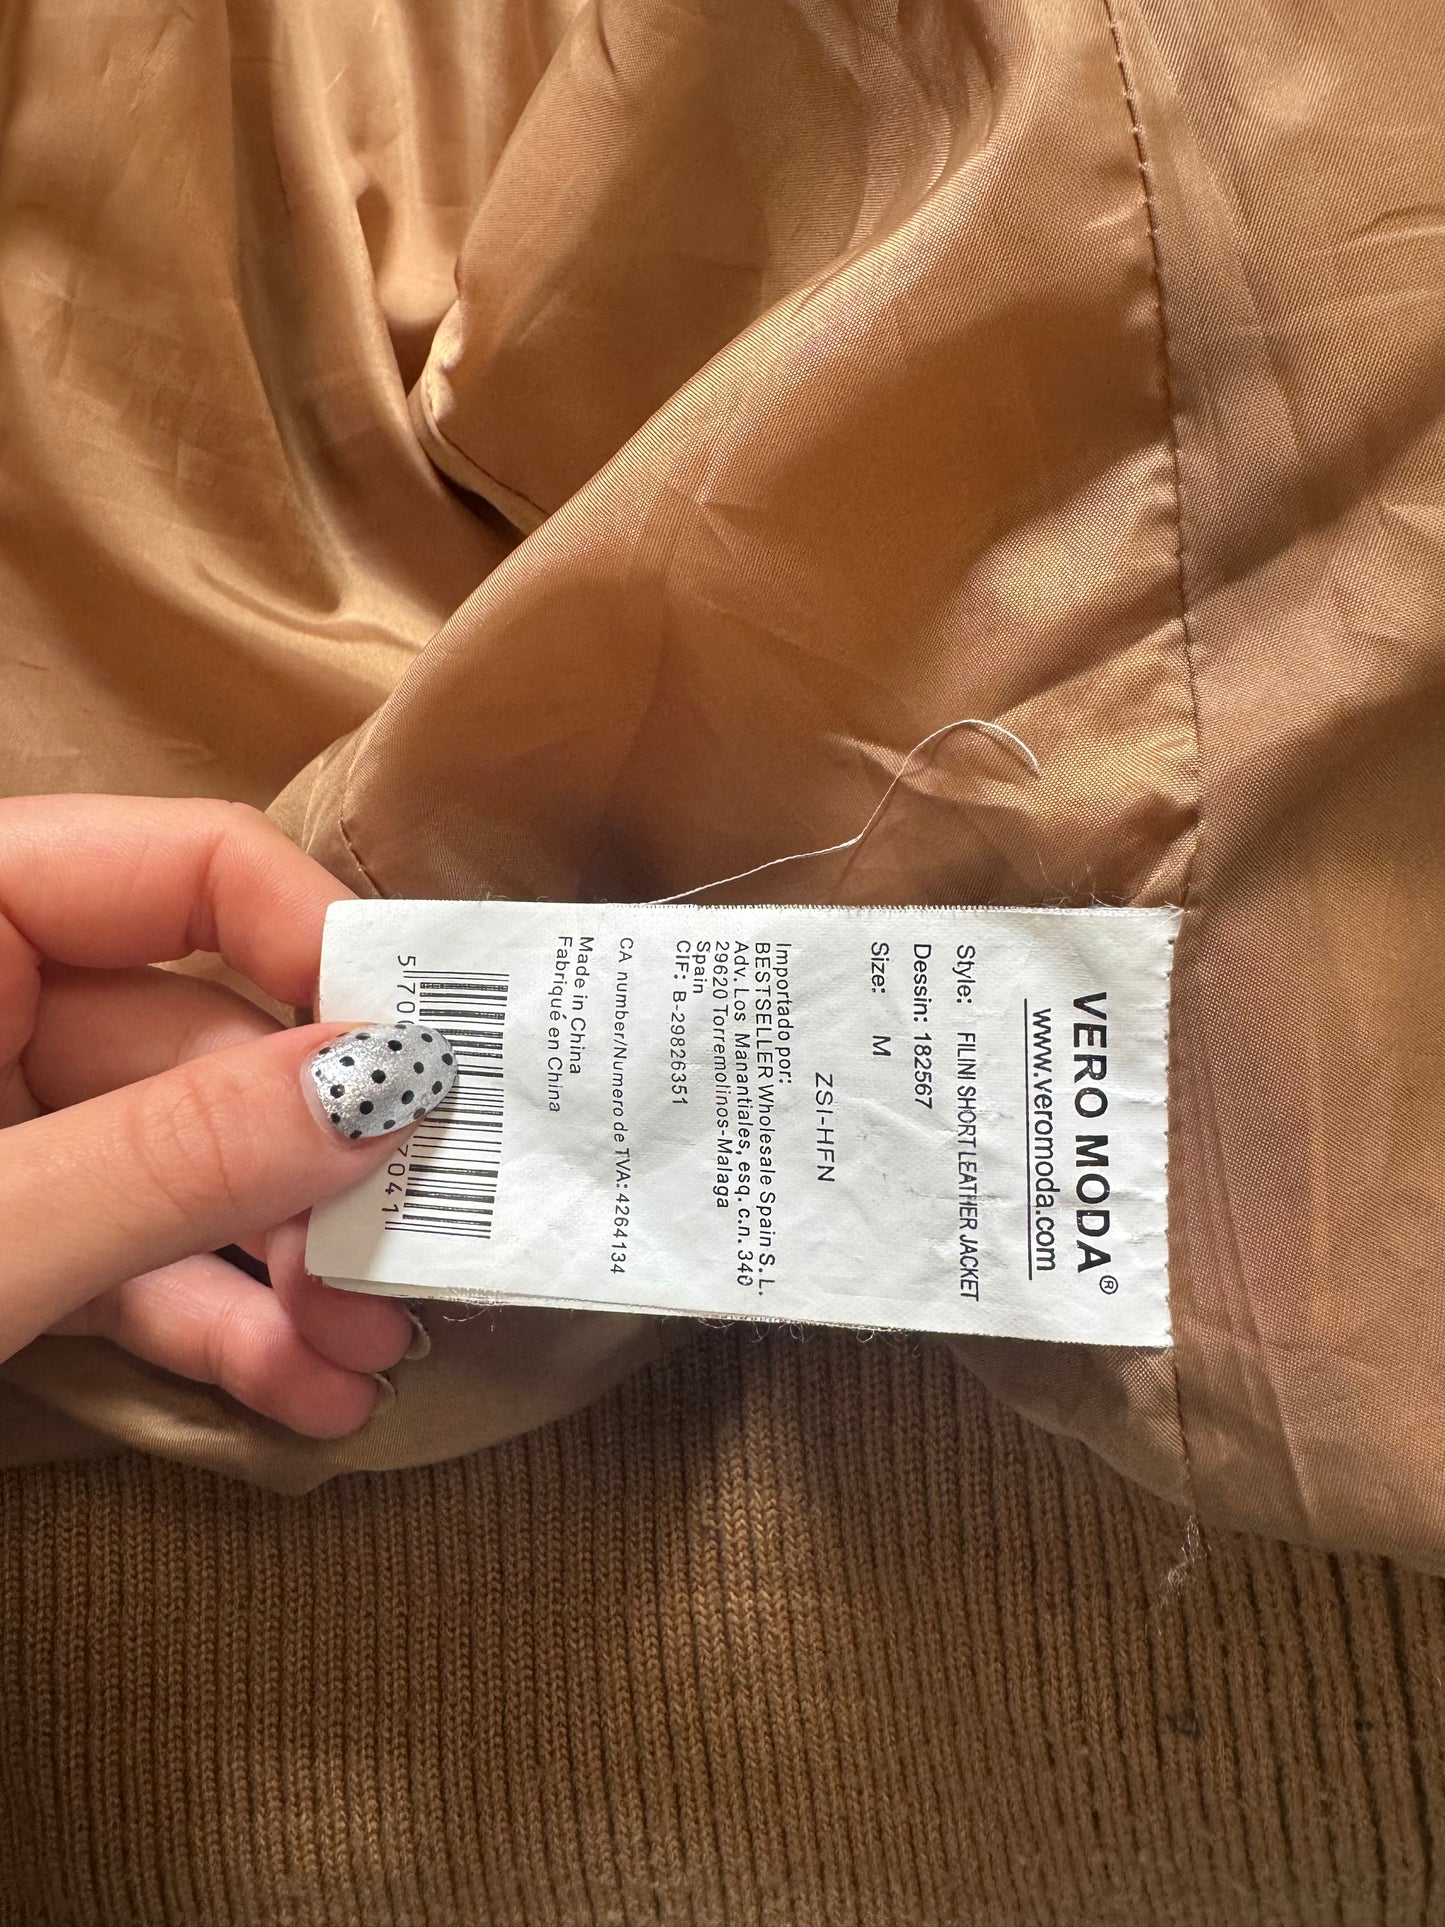 VERO MODA®
www.veromoda.com
Style: FILINI SHORT LEATHER JACKET
Dessin: 182567
Size: M
ZSI-HFN
Importado por:
BESTSELLER Wholesale Spain S.L.
Adv. Los Manantiales, esq. c.n. 340
29620 Torremolinos-Malaga
Spain
CIF: B-29826351
CA number/Numero de TVA: 4264134
Made in China
Fabriqué en China